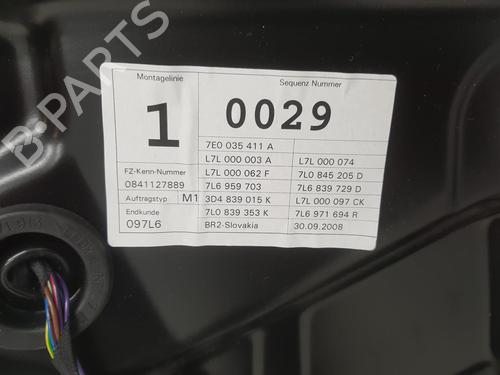 B-PARTS
Montagelinie
Sequenz Nummer
1
0029
7E0 035 411 A
L7L 000 003 A L7L 000 074
FZ-Kenn-Nummer L7L 000 062 F 7L0 845 205 D
0841127889 7L6 959 703 7L6 839 729 D
Auftragstyp M1 3D4 839 015 K L7L 000 097 CK
Endkunde 7L0 839 353 K 7L6 971 694 R
097L6 BR2-Slovakia 30.09.2008